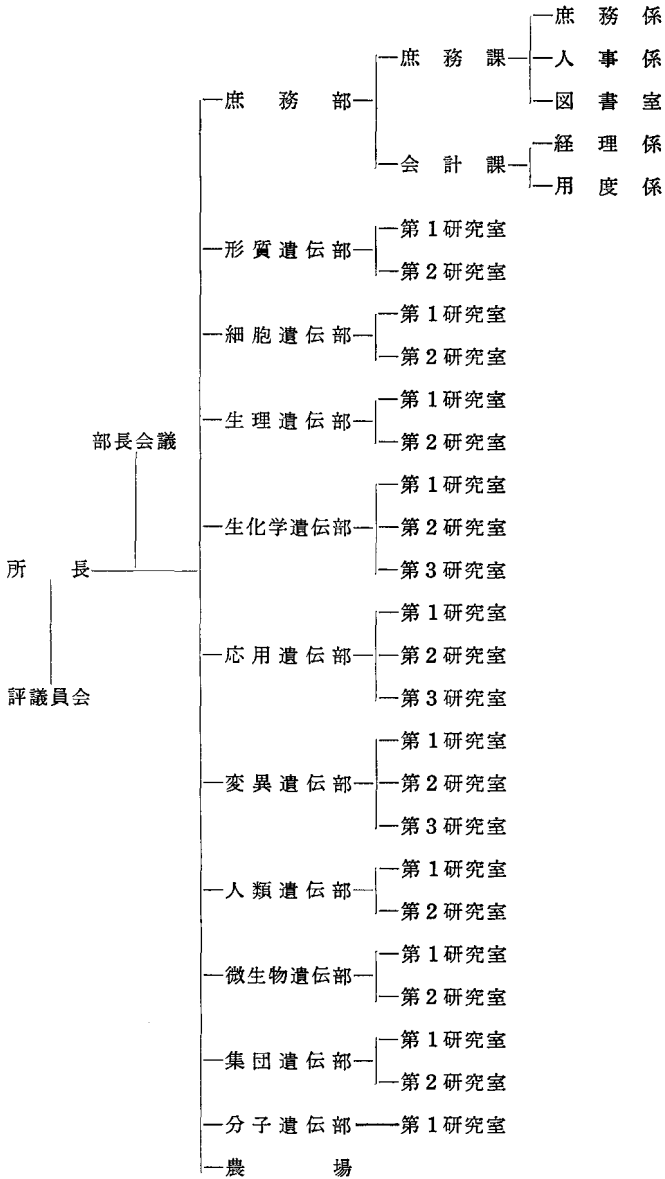 庶務係
庶務課
人事係
庶務部
図書室
経理係
会計課
用度係
第1研究室
形質遺伝部
第2研究室
第1研究室
細胞遺伝部
第2研究室
第1研究室
生理遺伝部
第2研究室
部長会議
第1研究室
生化学遺伝部
第2研究室
第3研究室
所長
第1研究室
応用遺伝部
第2研究室
第3研究室
評議員会
第1研究室
変異遺伝部
第2研究室
第3研究室
第1研究室
人類遺伝部
第2研究室
第1研究室
微生物遺伝部
第2研究室
第1研究室
集団遺伝部
第2研究室
分子遺伝部
第1研究室
農場